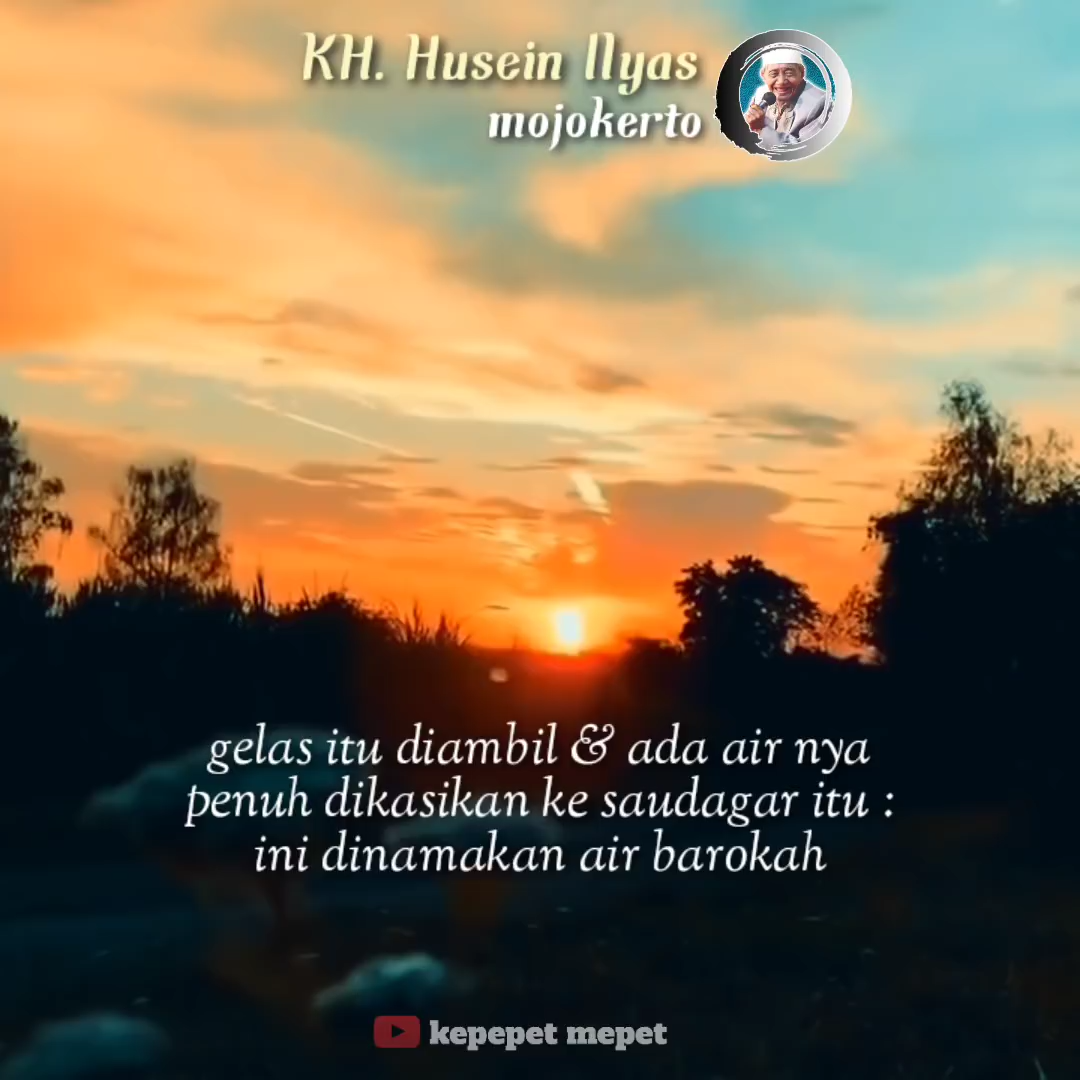 KH. Husein Ilyas
mojokerto
gelas itu diambil & ada air nya
penuh dikasikan ke saudagar itu :
ini dinamakan air barokah
kepepet mepet